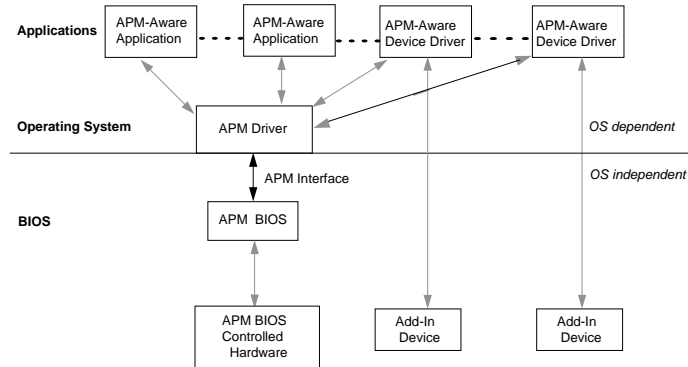 Applications
APM-Aware
Application
APM-Aware
Application
APM-Aware
Device Driver
APM-Aware
Device Driver
Operating System
APM Driver
OS dependent
APM Interface
OS independent
BIOS
APM BIOS
APM BIOS
Controlled
Hardware
Add-In
Device
Add-In
Device